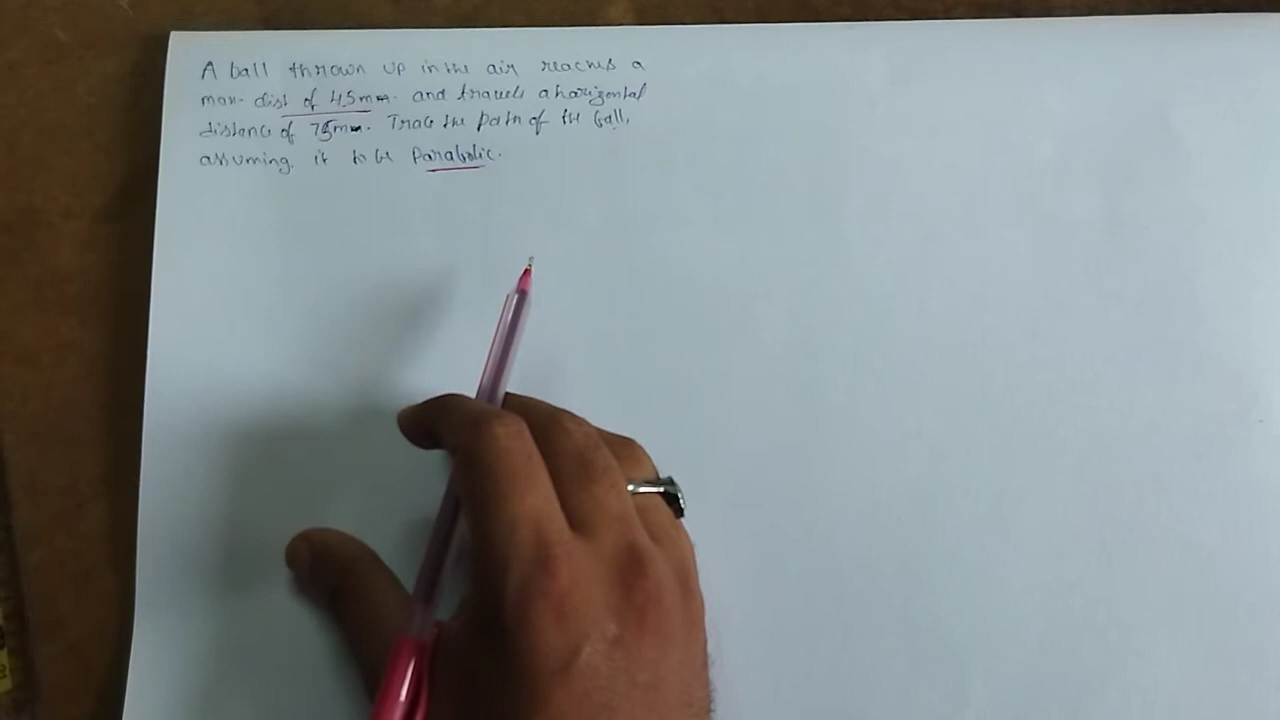 A ball thrown up in the air reaches a
max- dist of 45mm. and travels a horizontal
distance of 75mm. Trace the path of the ball,
assuming. it to be parabolic.